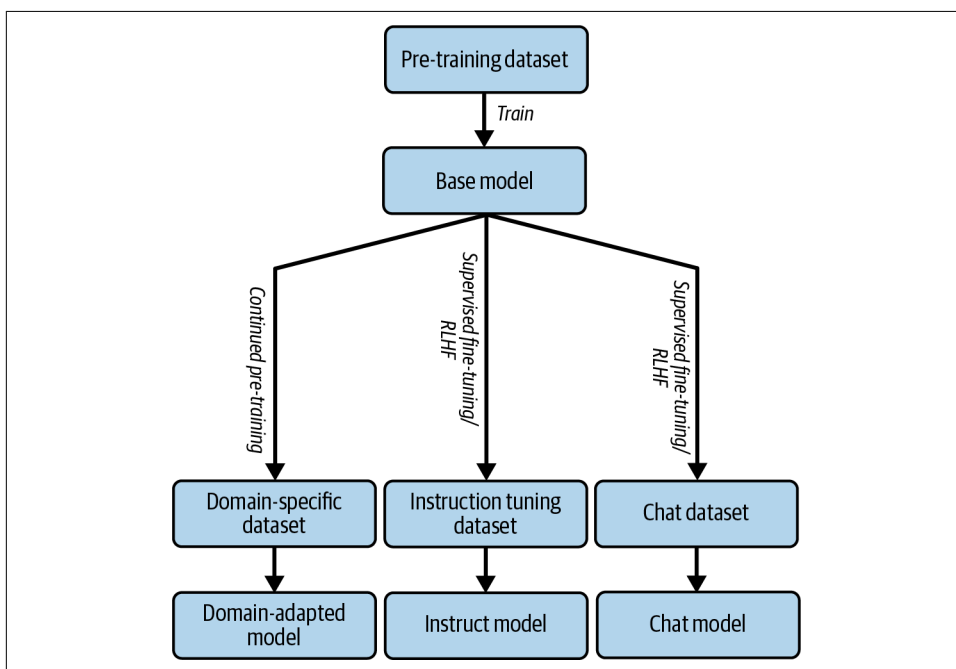 Pre-training dataset
Train
Base model
Continued pre-training
Supervised fine-tuning/
RLHF
Supervised fine-tuning/
RLHF
Domain-specific
dataset
Instruction tuning
dataset
Chat dataset
Domain-adapted
model
Instruct model
Chat model